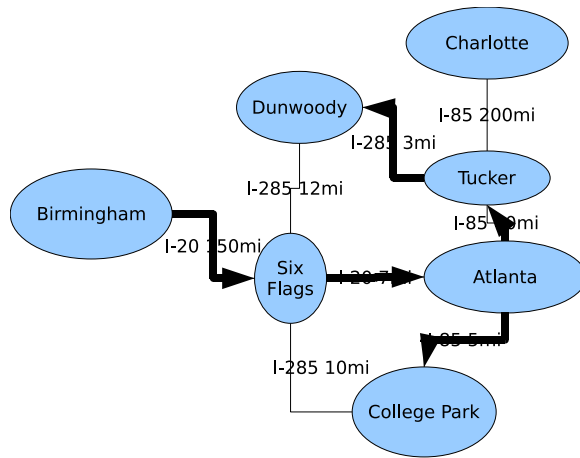 Charlotte
Dunwoody
I-85 200mi
I-285 3mi
Tucker
I-285 12mi
Birmingham
I-85
I-20 150mi
Six
Flags
I-20 7mi
Atlanta
I-85 5mi
I-285 10mi
College Park